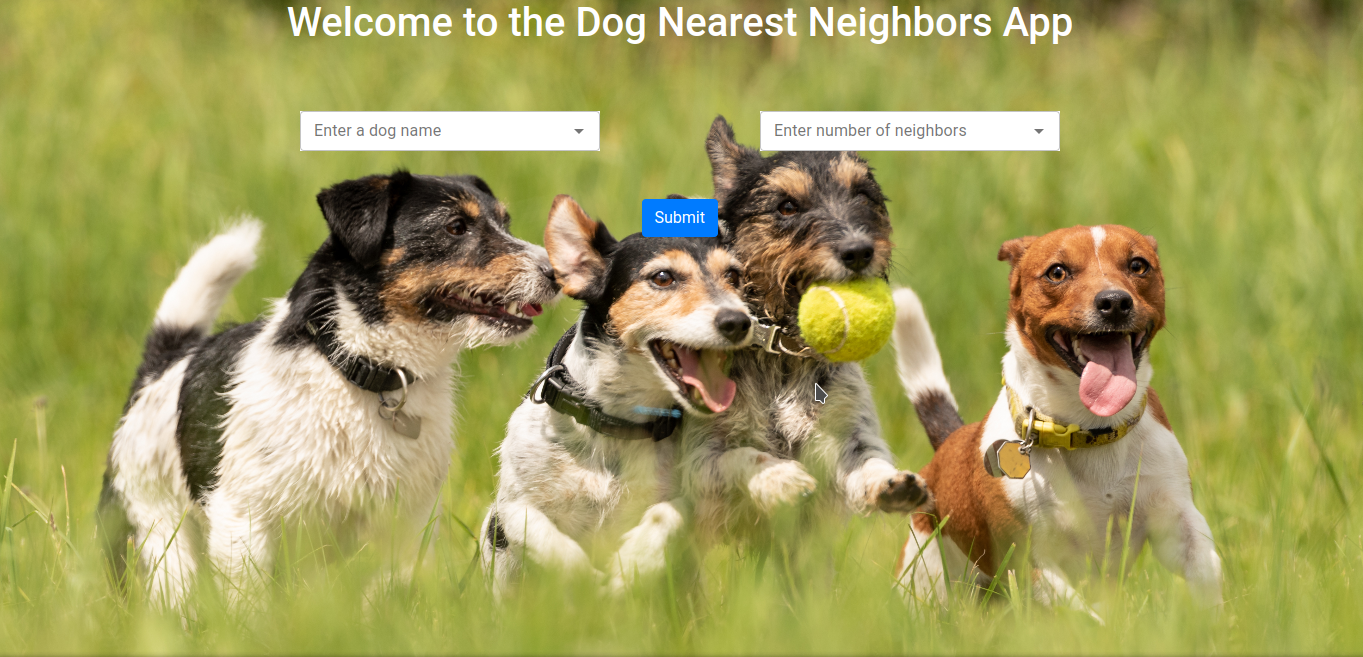 Welcome to the Dog Nearest Neighbors App
Enter a dog name
Enter number of neighbors
Submit